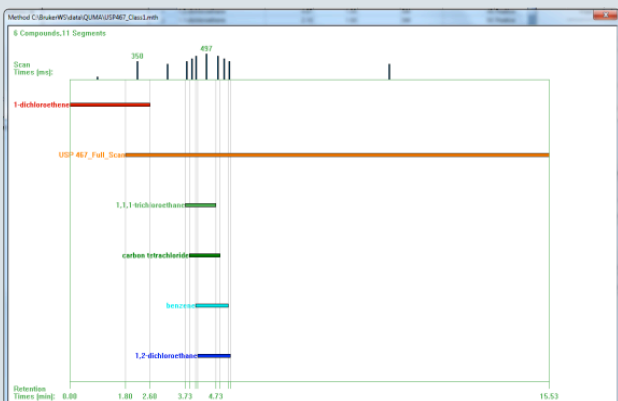 Method C:\BrukerWS\data\QUMA\USP467_Class1.mth
6 Compounds,11 Segments
350
497
Scan
Times (ms):
1-dichloroethene
USP 467_Full_Scan
1,1,1-trichloroethane
carbon tetrachloride
benzene
1,2-dichloroethane
Retention
Times (min): 0.00 1.80 2.60 3.73 4.73 15.53